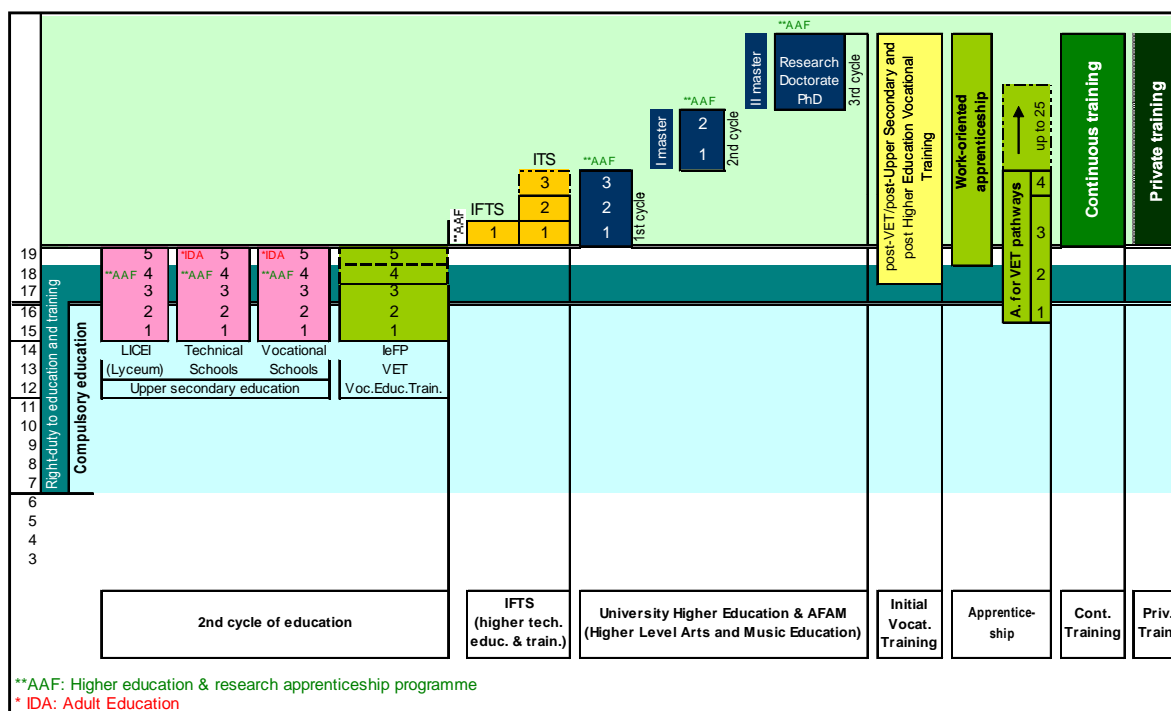 **AAF
Research
Doctorate
PhD
II master
3rd cycle
**AAF
2
1
I master
2nd cycle
ITS
3
2
1
IFTS
1
**AAF
**AAF
3
2
1
1st cycle
post-VET/post-Upper Secondary and
post Higher Education Vocational
Training
Work-oriented
apprenticeship
up to 25
A. for VET pathways
4
3
2
1
Continuous training
Private training
19
18
17
16
15
14
13
12
11
10
9
8
7
6
5
4
3
Right-duty to education and training
Compulsory education
5
**AAF 4
3
2
1
LICEI
(Lyceum)
*IDA 5
**AAF 4
3
2
1
Technical
Schools
*IDA 5
**AAF 4
3
2
1
Vocational
Schools
Upper secondary education
5
4
3
2
1
IeFP
VET
Voc.Educ.Train.
2nd cycle of education
IFTS
(higher tech.
educ. & train.)
University Higher Education & AFAM
(Higher Level Arts and Music Education)
Initial
Vocat.
Training
Apprentice-
ship
Cont.
Training
Priv.
Train
**AAF: Higher education & research apprenticeship programme
* IDA: Adult Education